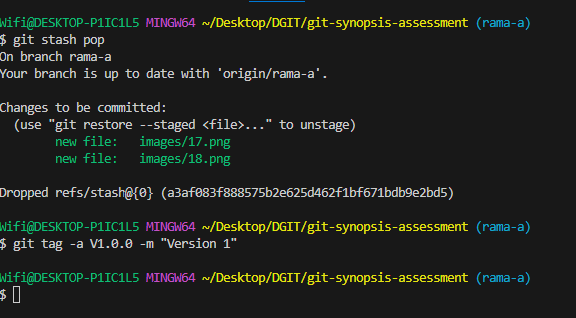 Wifi@DESKTOP-P1IC1L5 MINGW64 ~/Desktop/DGIT/git-synopsis-assessment (rama-a)
$ git stash pop
On branch rama-a
Your branch is up to date with 'origin/rama-a'.

Changes to be committed:
  (use "git restore --staged <file>..." to unstage)
        new file:   images/17.png
        new file:   images/18.png

Dropped refs/stash@{0} (a3af083f888575b2e625d462f1bf671bdb9e2bd5)

Wifi@DESKTOP-P1IC1L5 MINGW64 ~/Desktop/DGIT/git-synopsis-assessment (rama-a)
$ git tag -a V1.0.0 -m "Version 1"

Wifi@DESKTOP-P1IC1L5 MINGW64 ~/Desktop/DGIT/git-synopsis-assessment (rama-a)
$